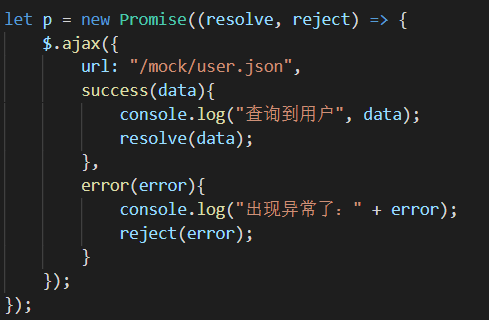 let p = new Promise((resolve, reject) => {
    $.ajax({
        url: "/mock/user.json",
        success(data){
            console.log("查询到用户", data);
            resolve(data);
        },
        error(error){
            console.log("出现异常了：" + error);
            reject(error);
        }
    });
});